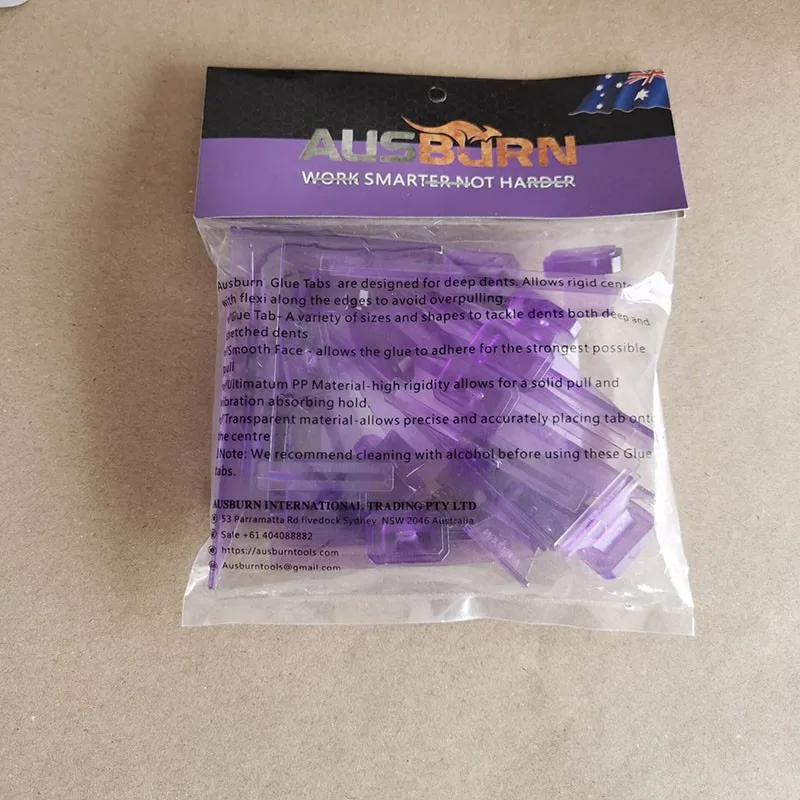 AUSBURN
WORK SMARTER NOT HARDER
Ausburn Glue Tabs are designed for deep dents. Allows rigid cente
with flexi along the edges to avoid overpulling.
Glue Tab- A variety of sizes and shapes to tackle dents both deep and
stretched dents
Smooth Face - allows the glue to adhere for the strongest possible
pull
Ultimatum PP Material-high rigidity allows for a solid pull and
vibration absorbing hold.
Transparent material-allows precise and accurately placing tab onto
the centre
Note: We recommend cleaning with alcohol before using these Glue
tabs.
AUSBURN INTERNATIONAL TRADING PTY LTD
53 Parramatta Rd fivedock Sydney NSW 2046 Australia
Sale +61 404088882
https://ausburntools.com
Ausburntools@gmail.com